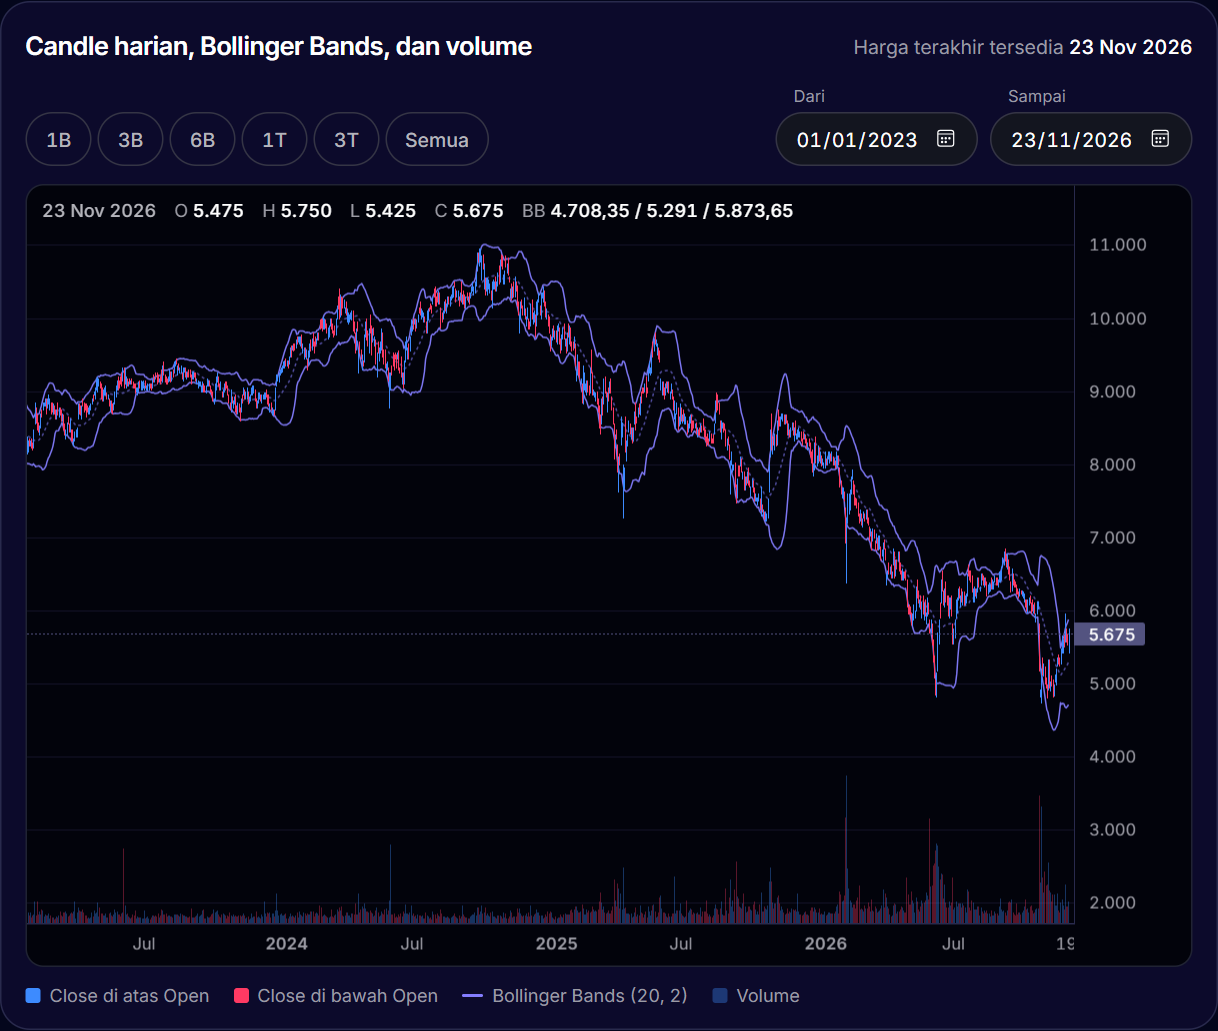 Candle harian, Bollinger Bands, dan volume
Harga terakhir tersedia 23 Nov 2026
Dari
Sampai
1B 3B 6B 1T 3T Semua
01/01/2023
23/11/2026
23 Nov 2026 O 5.475 H 5.750 L 5.425 C 5.675 BB 4.708,35 / 5.291 / 5.873,65
11.000
10.000
9.000
8.000
7.000
6.000
5.675
5.000
4.000
3.000
2.000
Jul 2024 Jul 2025 Jul 2026 Jul 19
Close di atas Open Close di bawah Open Bollinger Bands (20, 2) Volume